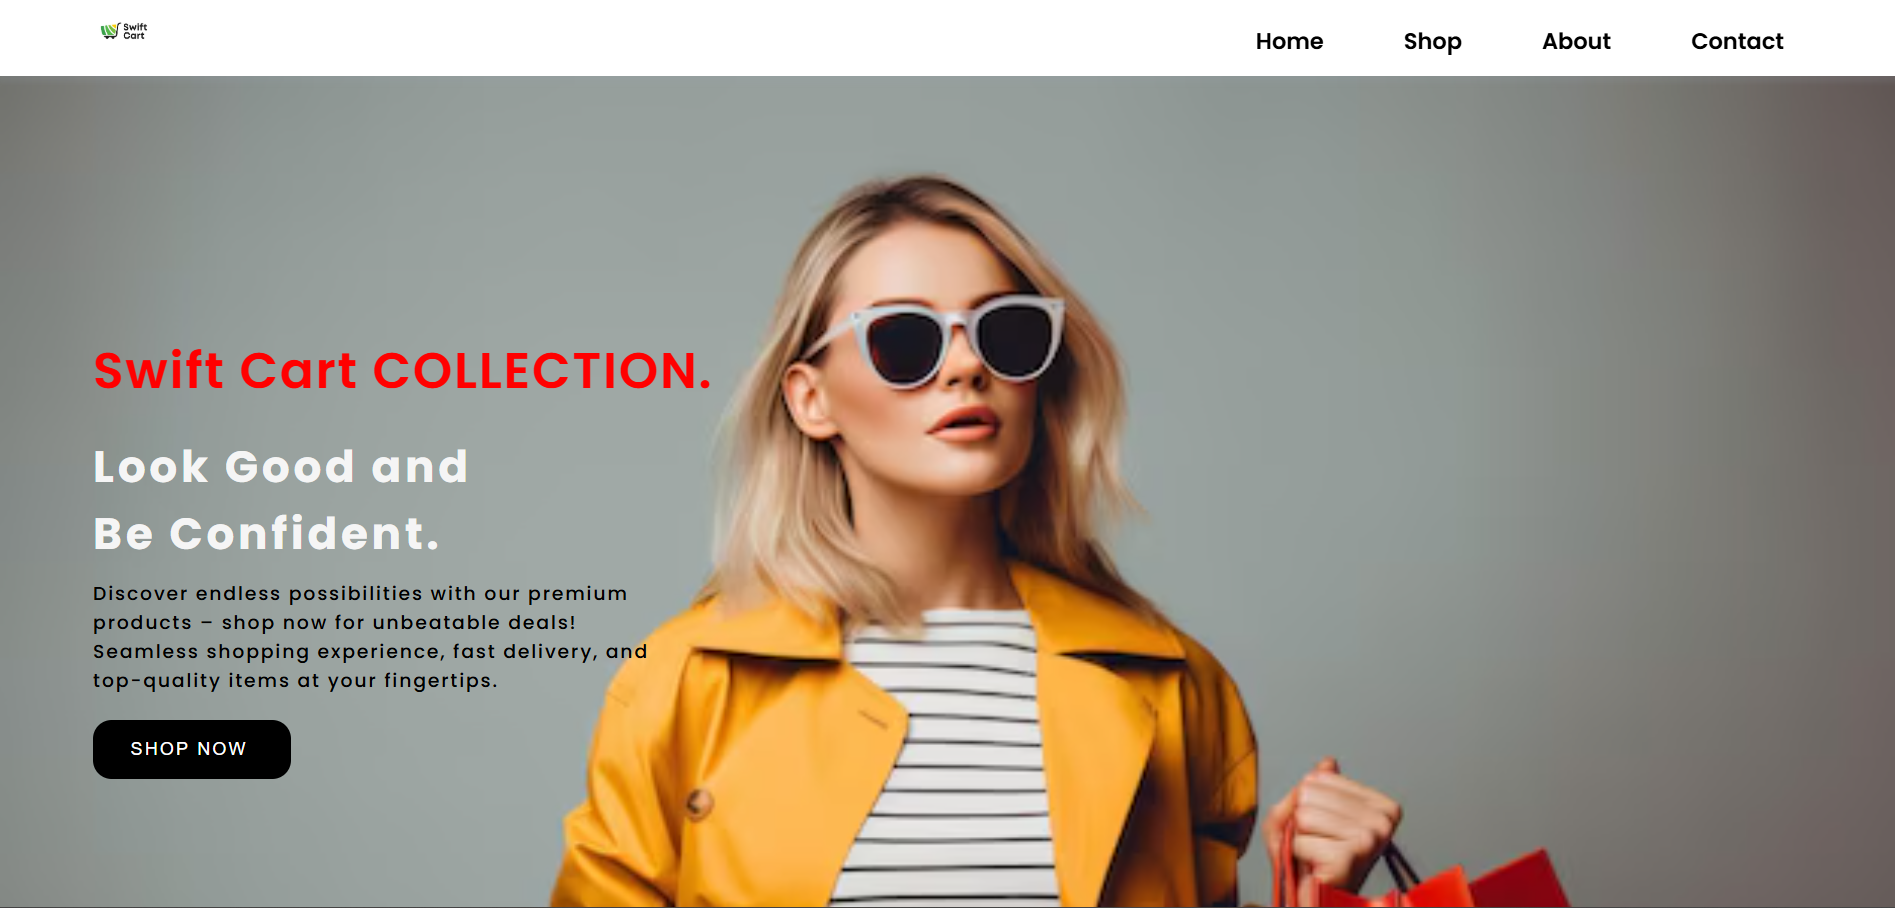 Swift
Cart
Home Shop About Contact
Swift Cart COLLECTION.
Look Good and
Be Confident.
Discover endless possibilities with our premium
products – shop now for unbeatable deals!
Seamless shopping experience, fast delivery, and
top-quality items at your fingertips.
SHOP NOW